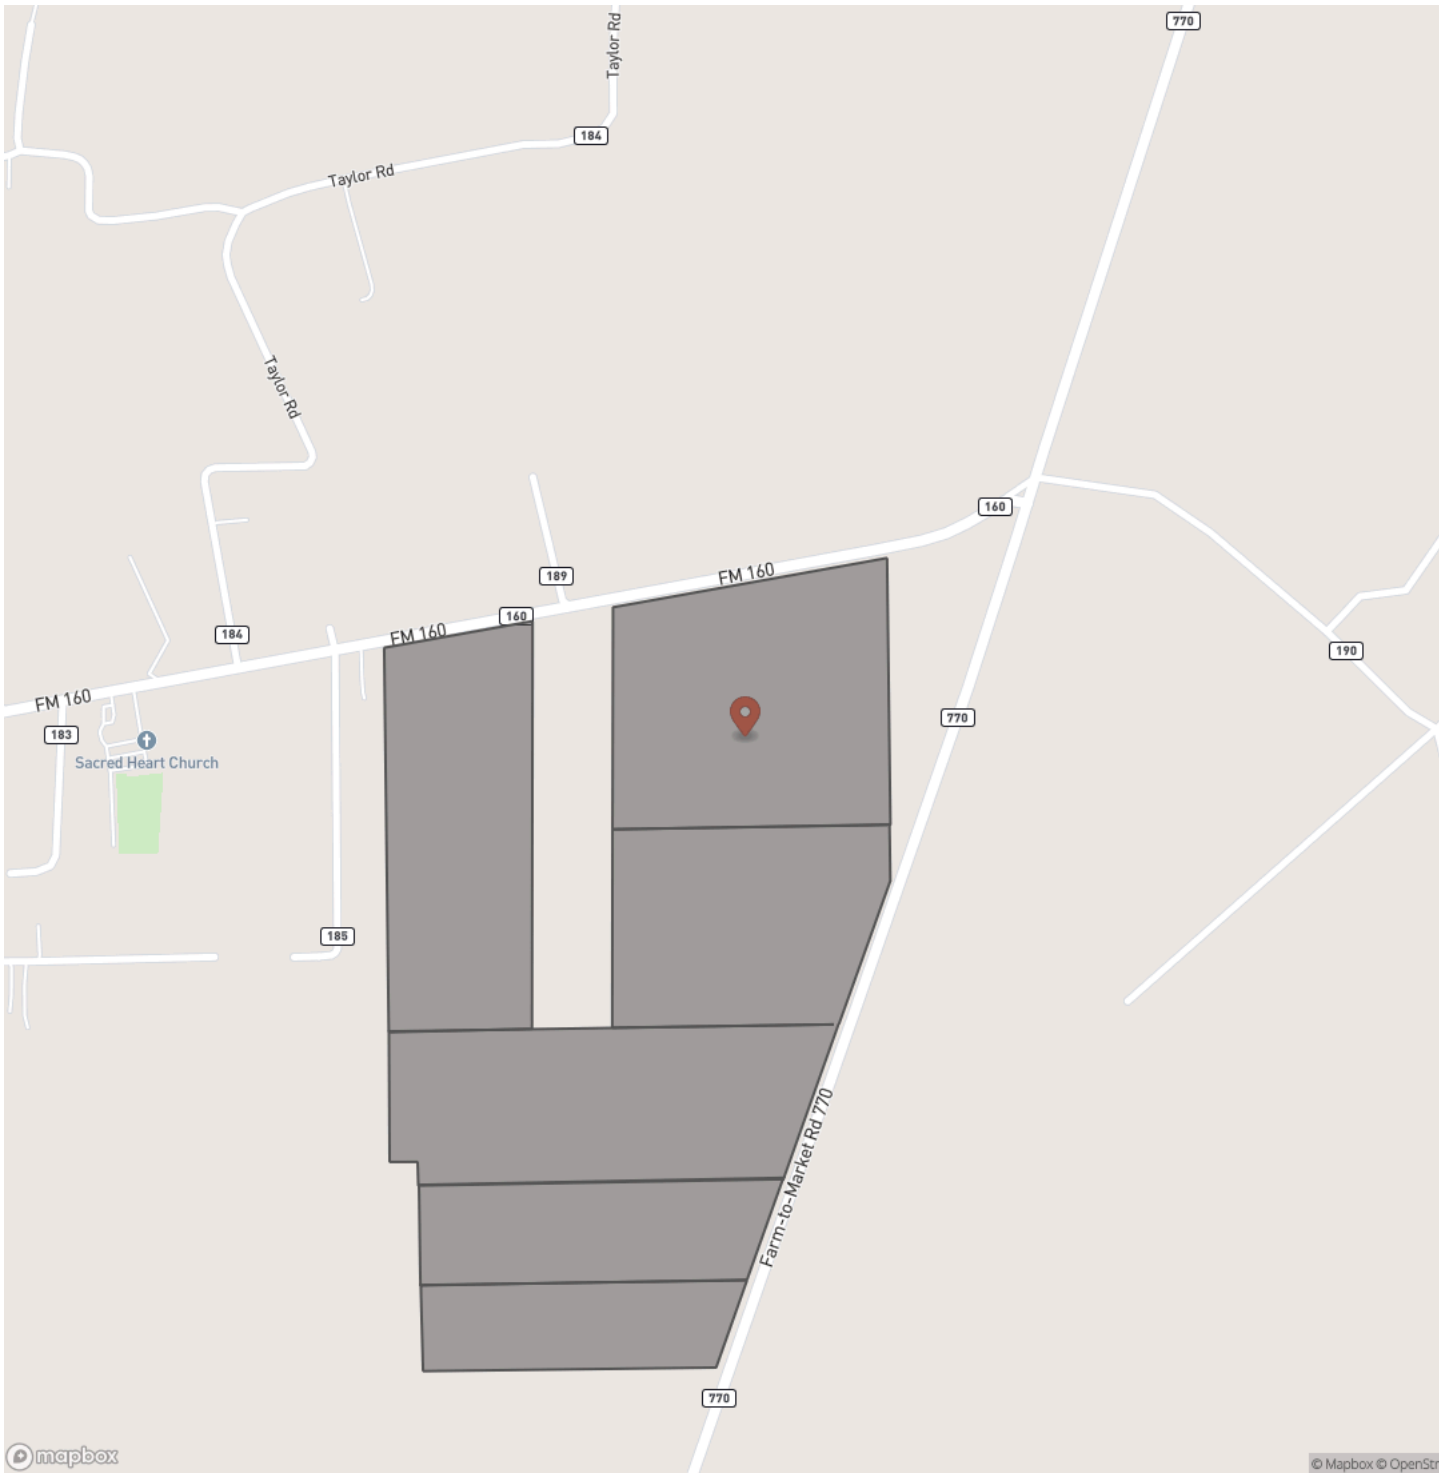 770
Taylor Rd
184
Taylor Rd
Taylor Rd
160
189
FM 160
160
FM 160
184
190
FM 160
770
183
Sacred Heart Church
185
Farm-to-Market Rd 770
770
mapbox
© Mapbox © OpenStr